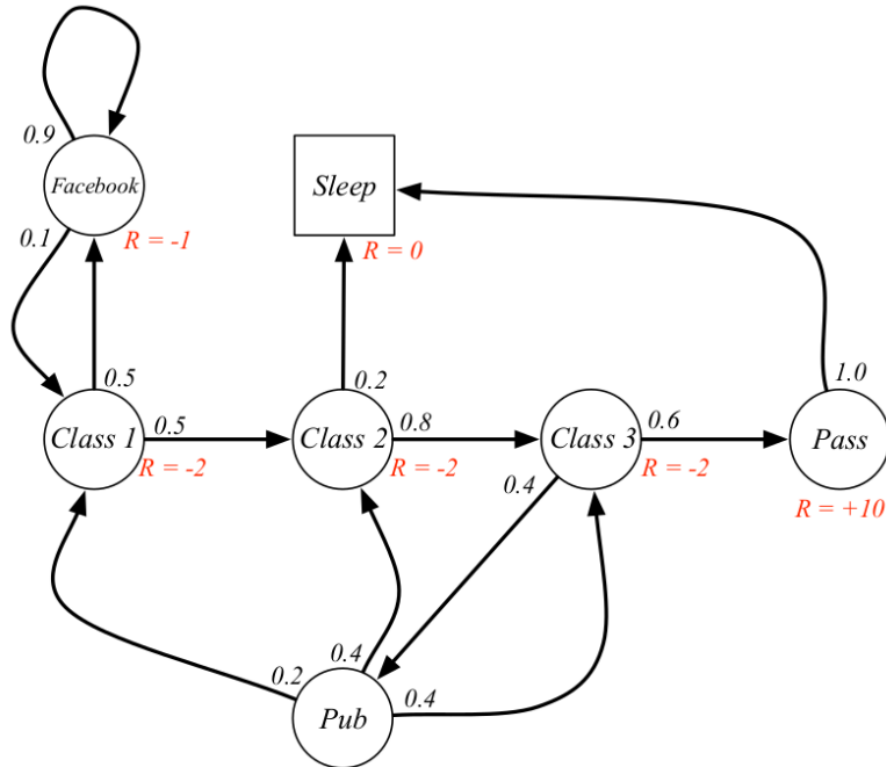 0.9
Facebook
Sleep
0.1
R = -1
R = 0
0.5
0.2
1.0
Class 1
0.5
Class 2
0.8
Class 3
0.6
Pass
R = -2
R = -2
R = -2
0.4
R = +10
0.4
0.2
0.4
Pub